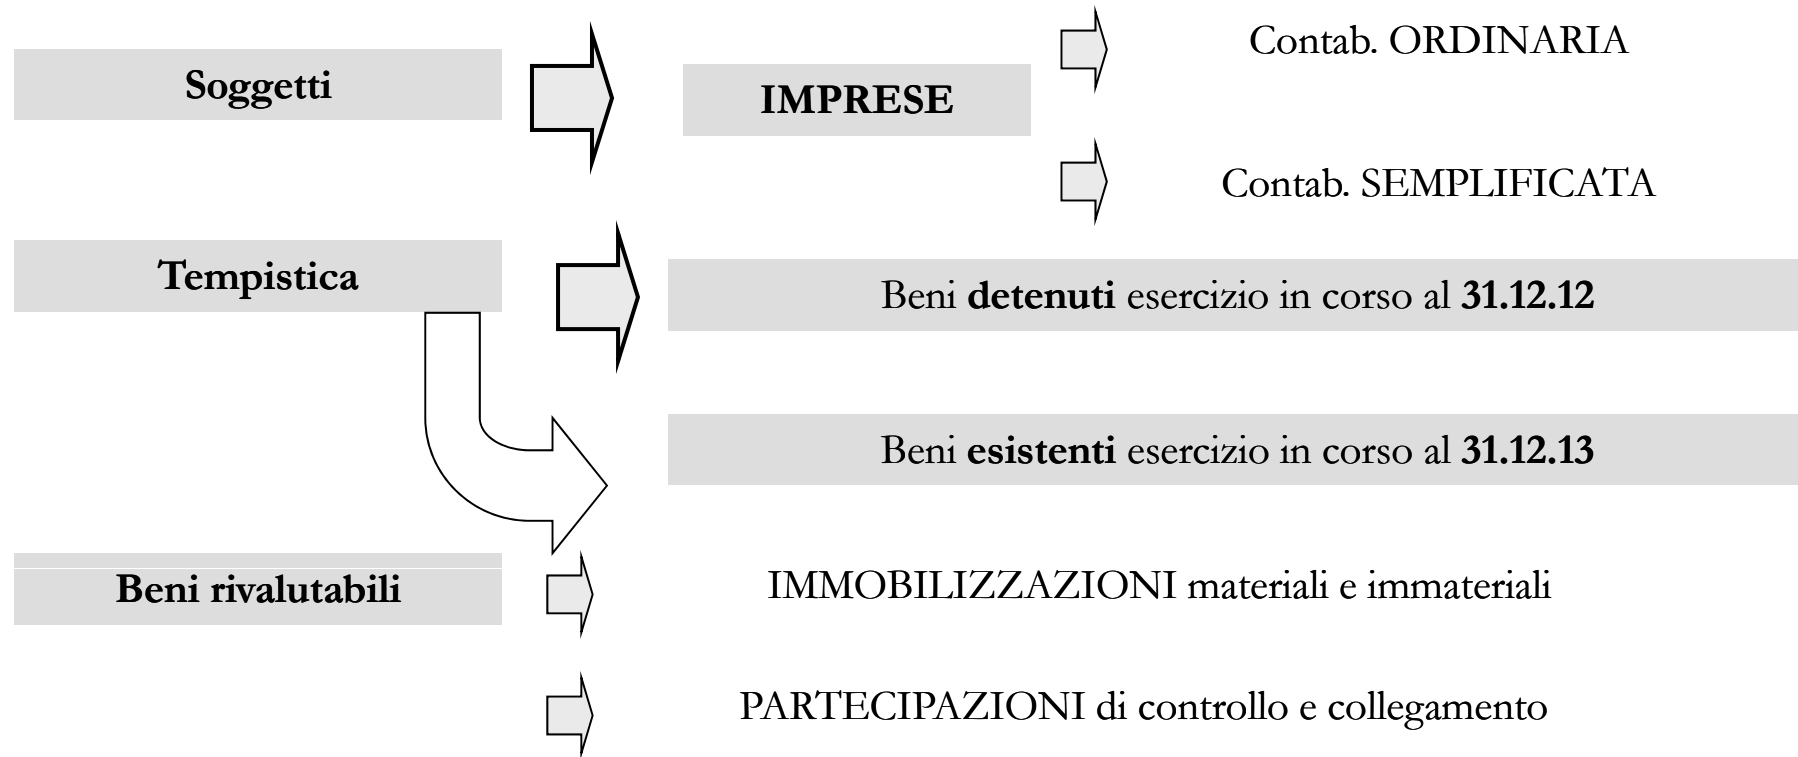 Soggetti
IMPRESE
Contab. ORDINARIA
Contab. SEMPLIFICATA
Tempistica
Beni detenuti esercizio in corso al 31.12.12
Beni esistenti esercizio in corso al 31.12.13
Beni rivalutabili
IMMOBILIZZAZIONI materiali e immateriali
PARTECIPAZIONI di controllo e collegamento